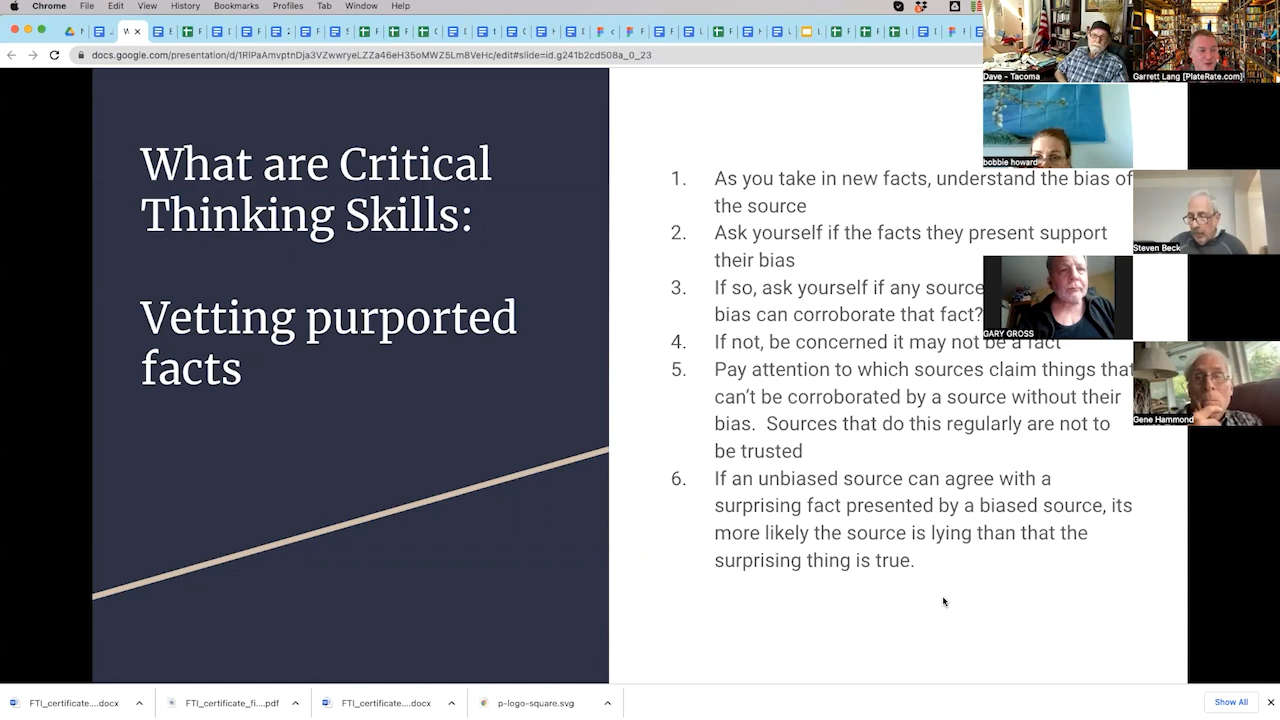 Chrome File Edit View History Bookmarks Profiles Tab Window Help
docs.google.com/presentation/d/1RlPaAmvptnDja3VZwwryeLZZa46eH35oMWZ5Lm8VeHc/edit#slide=id.g241b2cd508a_0_23
What are Critical
Thinking Skills:
Vetting purported
facts
1. As you take in new facts, understand the bias of
the source
2. Ask yourself if the facts they present support
their bias
3. If so, ask yourself if any source
bias can corroborate that fact?
4. If not, be concerned it may not be a fact
5. Pay attention to which sources claim things that
can't be corroborated by a source without their
bias. Sources that do this regularly are not to
be trusted
6. If an unbiased source can agree with a
surprising fact presented by a biased source, its
more likely the source is lying than that the
surprising thing is true.
Dave - Tacoma
Garrett Lang [PlateRate.com]
bobbie howard
Steven Beck
GARY GROSS
Gene Hammond
FTI_certificate....docx
FTI_certificate_fi....pdf
FTI_certificate....docx
p-logo-square.svg
Show All